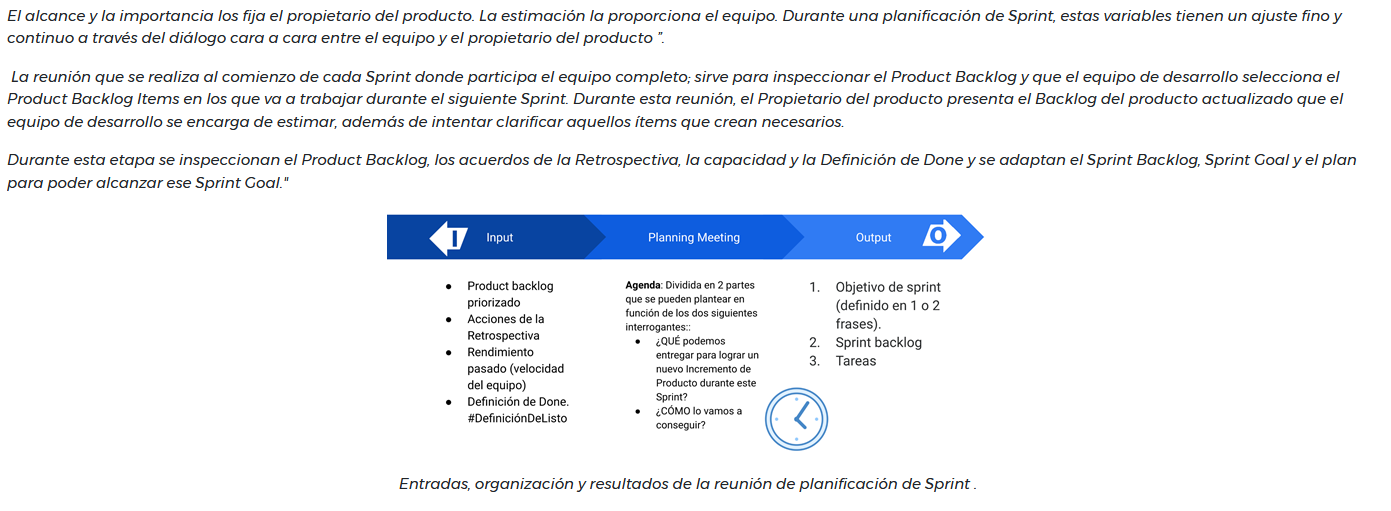 El alcance y la importancia los fija el propietario del producto. La estimación la proporciona el equipo. Durante una planificación de Sprint, estas variables tienen un ajuste fino y
continuo a través del diálogo cara a cara entre el equipo y el propietario del producto ”.
La reunión que se realiza al comienzo de cada Sprint donde participa el equipo completo; sirve para inspeccionar el Product Backlog y que el equipo de desarrollo selecciona el
Product Backlog Items en los que va a trabajar durante el siguiente Sprint. Durante esta reunión, el Propietario del producto presenta el Backlog del producto actualizado que el
equipo de desarrollo se encarga de estimar, además de intentar clarificar aquellos ítems que crean necesarios.
Durante esta etapa se inspeccionan el Product Backlog, los acuerdos de la Retrospectiva, la capacidad y la Definición de Done y se adaptan el Sprint Backlog, Sprint Goal y el plan
para poder alcanzar ese Sprint Goal."
I Input
Planning Meeting
Output O
● Product backlog
priorizado
● Acciones de la
Retrospectiva
● Rendimiento
pasado (velocidad
del equipo)
● Definición de Done.
#DefiniciónDeListo
Agenda: Dividida en 2 partes
que se pueden plantear en
función de los dos siguientes
interrogantes::
● ¿QUÉ podemos
entregar para lograr un
nuevo Incremento de
Producto durante este
Sprint?
● ¿CÓMO lo vamos a
conseguir?
1. Objetivo de sprint
(definido en 1 o 2
frases).
2. Sprint backlog
3. Tareas
Entradas, organización y resultados de la reunión de planificación de Sprint .